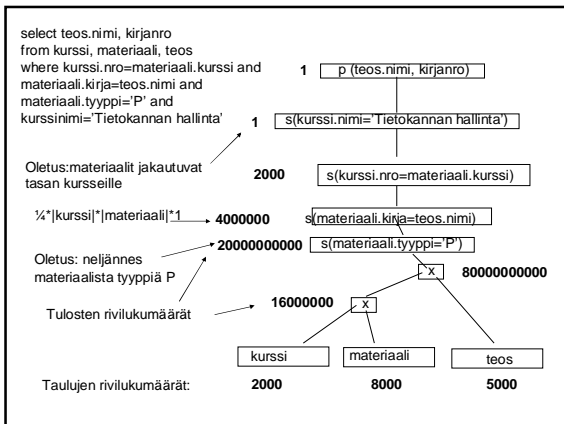 select teos.nimi, kirjanro
from kurssi, materiaali, teos
where kurssi.nro=materiaali.kurssi and
materiaali.kirja=teos.nimi and
materiaali.tyyppi='P' and
kurssinimi='Tietokannan hallinta'
1 p (teos.nimi, kirjanro)
1 s(kurssi.nimi='Tietokannan hallinta')
Oletus:materiaalit jakautuvat
tasan kursseille
2000 s(kurssi.nro=materiaali.kurssi)
¼*|kurssi|*|materiaali|*1
4000000 s(materiaali.kirja=teos.nimi)
20000000000 s(materiaali.tyyppi='P')
Oletus: neljännes
materiaalista tyyppiä P
x 80000000000
Tulosten rivilukumäärät
16000000 x
kurssi materiaali teos
Taulujen rivilukumäärät: 2000 8000 5000